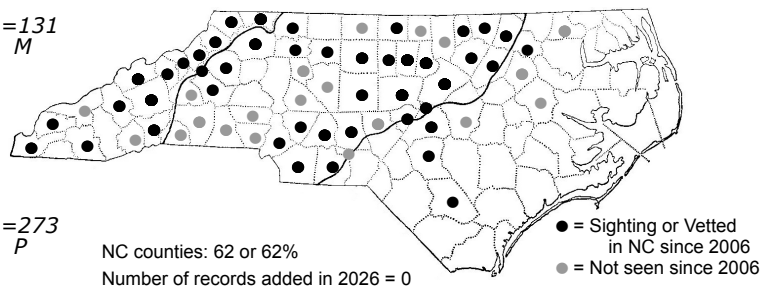 =131
M
=273
P
NC counties: 62 or 62%
Number of records added in 2026 = 0
= Sighting or Vetted
in NC since 2006
= Not seen since 2006